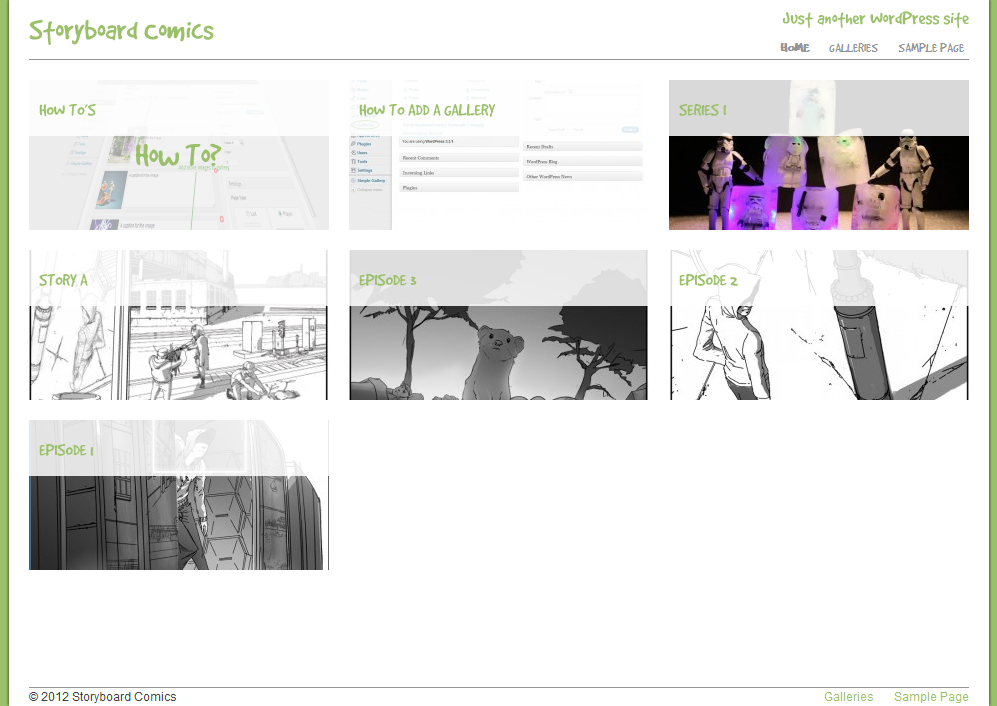 Storyboard Comics
Just another WordPress site
HOME GALLERIES SAMPLE PAGE
HOW TO'S
How To?
HOW TO ADD A GALLERY
Plugins
Users
Tools
Settings
Simple Gallery
You are using WordPress 3.2.1
Recent Comments
Incoming Links
Plugins
Recent Drafts
WordPress Blog
Other WordPress News
SERIES 1
STORY A
EPISODE 3
EPISODE 2
EPISODE 1
© 2012 Storyboard Comics
Galleries Sample Page